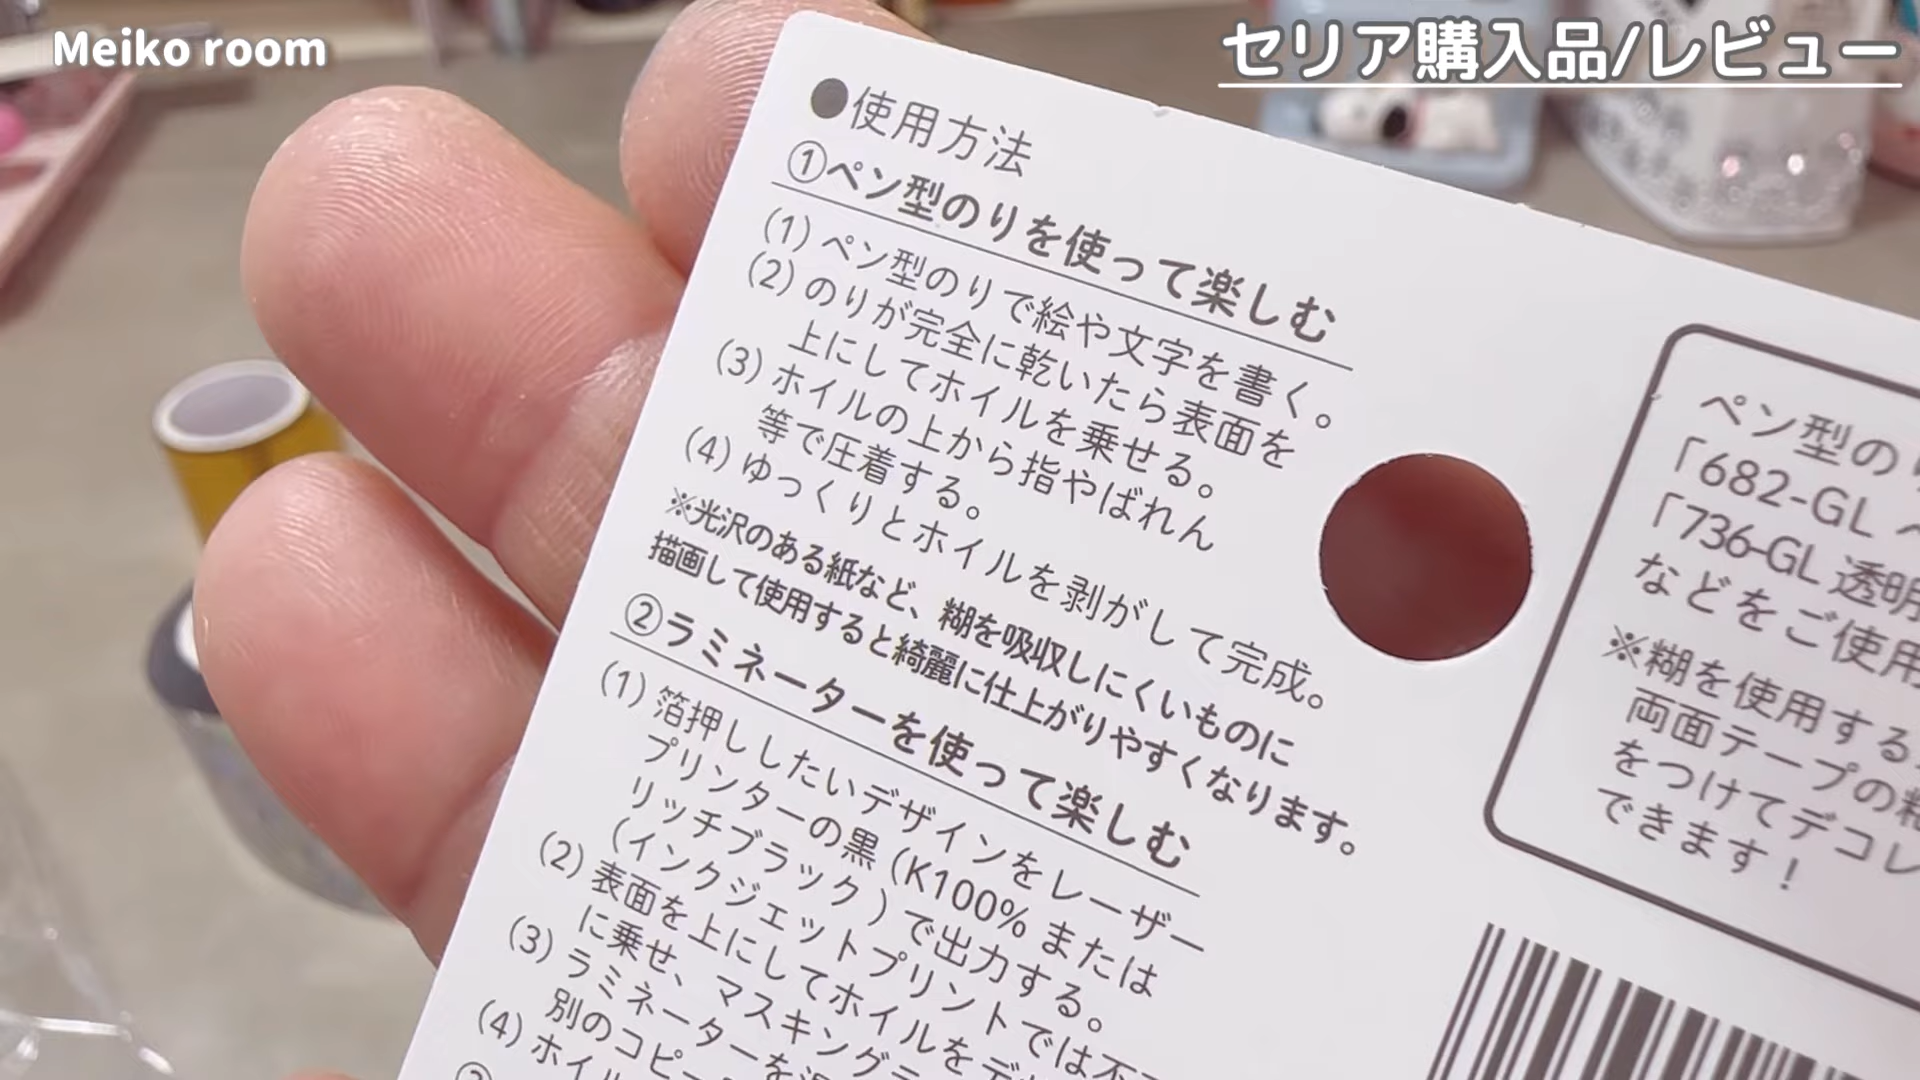 Meiko room
セリア購入品/レビュー
●使用方法
①ペン型のりを使って楽しむ
(1) ペン型のりで絵や文字を書く。
(2) のりが完全に乾いたら表面を
上にしてホイルを乗せる。
(3) ホイルの上から指やばれん
等で圧着する。
(4) ゆっくりとホイルを剥がして完成。
※光沢のある紙など、糊を吸収しにくいものに
描画して使用すると綺麗に仕上がりやすくなります。
②ラミネーターを使って楽しむ
(1) 箔押ししたいデザインをレーザー
プリンターの黒 (K100% または
リッチブラック ) で出力する。
(インクジェットプリントでは不
(2) 表面を上にしてホイルをデ
に乗せ、マスキングテ
(3) ラミネーターを
別のコピー
(4) ホイル
ペン型の
「682-GL
「736-GL 透明
などをご使用
※糊を使用する
両面テープの粘
をつけてデコレ
できます！